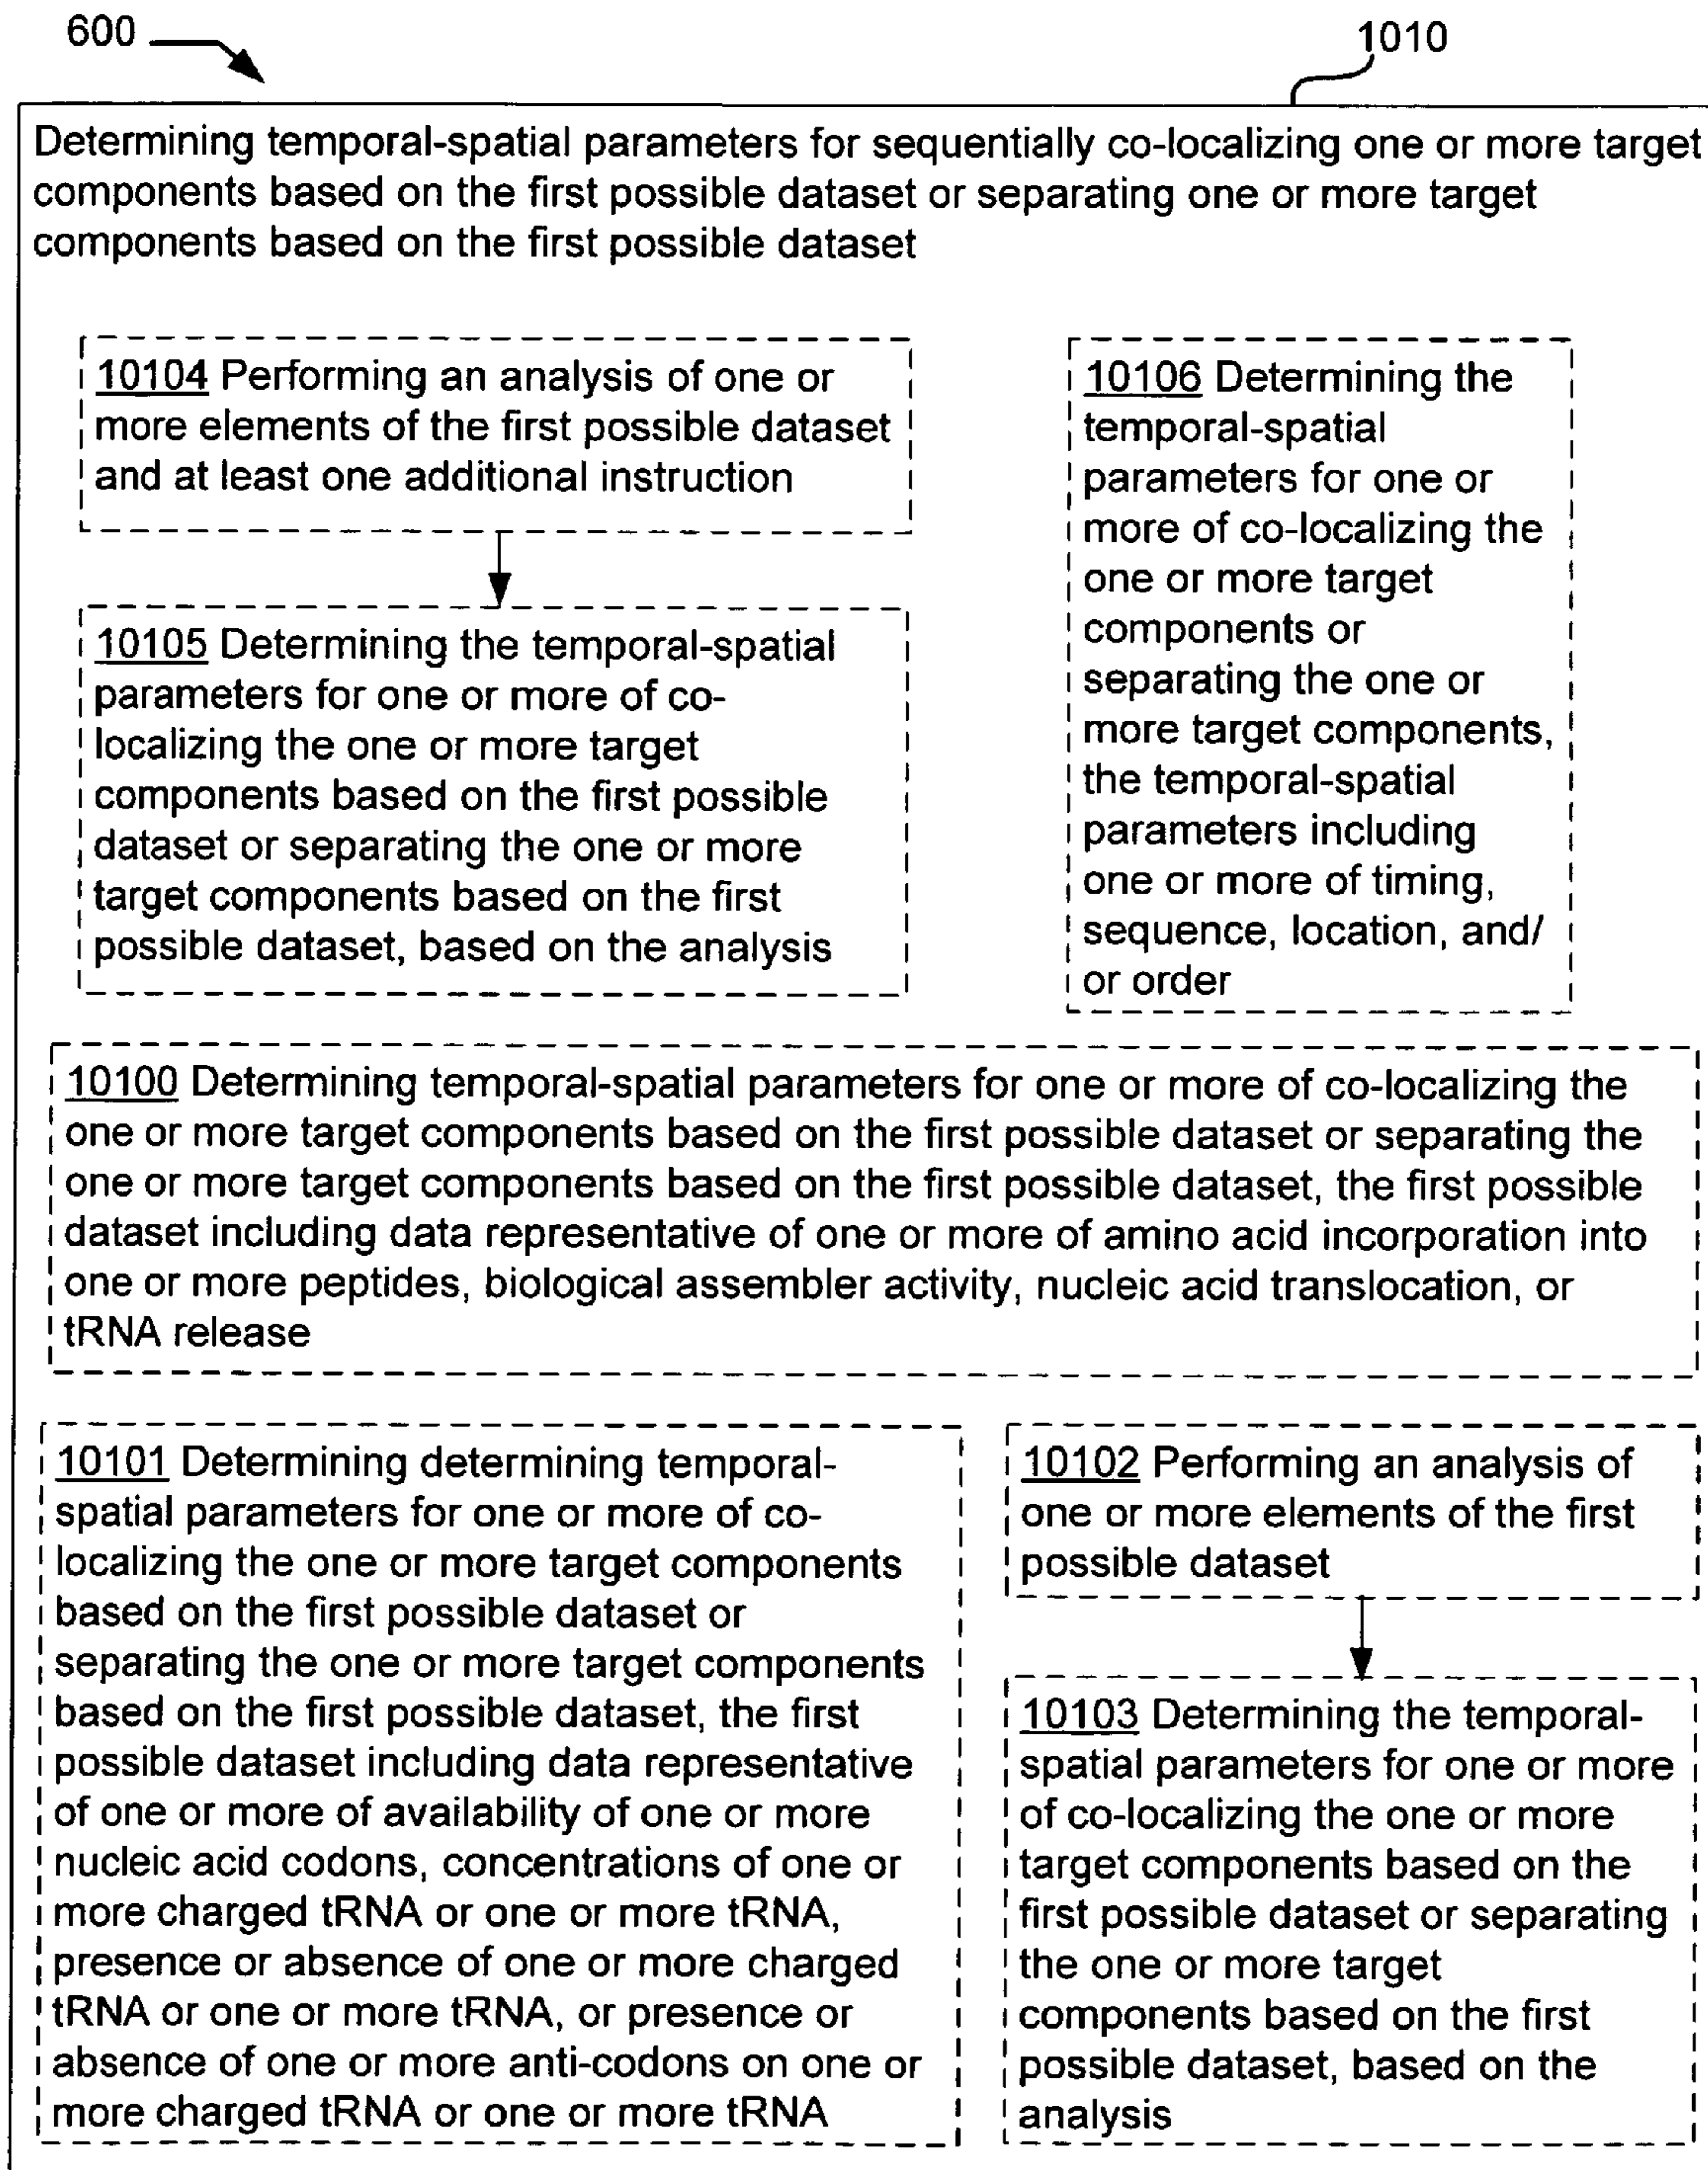 600
1010
Determining temporal-spatial parameters for sequentially co-localizing one or more target
components based on the first possible dataset or separating one or more target
components based on the first possible dataset
10104 Performing an analysis of one or
more elements of the first possible dataset
and at least one additional instruction
10105 Determining the temporal-spatial
parameters for one or more of co-
localizing the one or more target
components based on the first possible
dataset or separating the one or more
target components based on the first
possible dataset, based on the analysis
10106 Determining the
temporal-spatial
parameters for one or
more of co-localizing the
one or more target
components or
separating the one or
more target components,
the temporal-spatial
parameters including
one or more of timing,
sequence, location, and/
or order
10100 Determining temporal-spatial parameters for one or more of co-localizing the
one or more target components based on the first possible dataset or separating the
one or more target components based on the first possible dataset, the first possible
dataset including data representative of one or more of amino acid incorporation into
one or more peptides, biological assembler activity, nucleic acid translocation, or
tRNA release
10101 Determining determining temporal-
spatial parameters for one or more of co-
localizing the one or more target components
based on the first possible dataset or
separating the one or more target components
based on the first possible dataset, the first
possible dataset including data representative
of one or more of availability of one or more
nucleic acid codons, concentrations of one or
more charged tRNA or one or more tRNA,
presence or absence of one or more charged
tRNA or one or more tRNA, or presence or
absence of one or more anti-codons on one or
more charged tRNA or one or more tRNA
10102 Performing an analysis of
one or more elements of the first
possible dataset
10103 Determining the temporal-
spatial parameters for one or more
of co-localizing the one or more
target components based on the
first possible dataset or separating
the one or more target
components based on the first
possible dataset, based on the
analysis